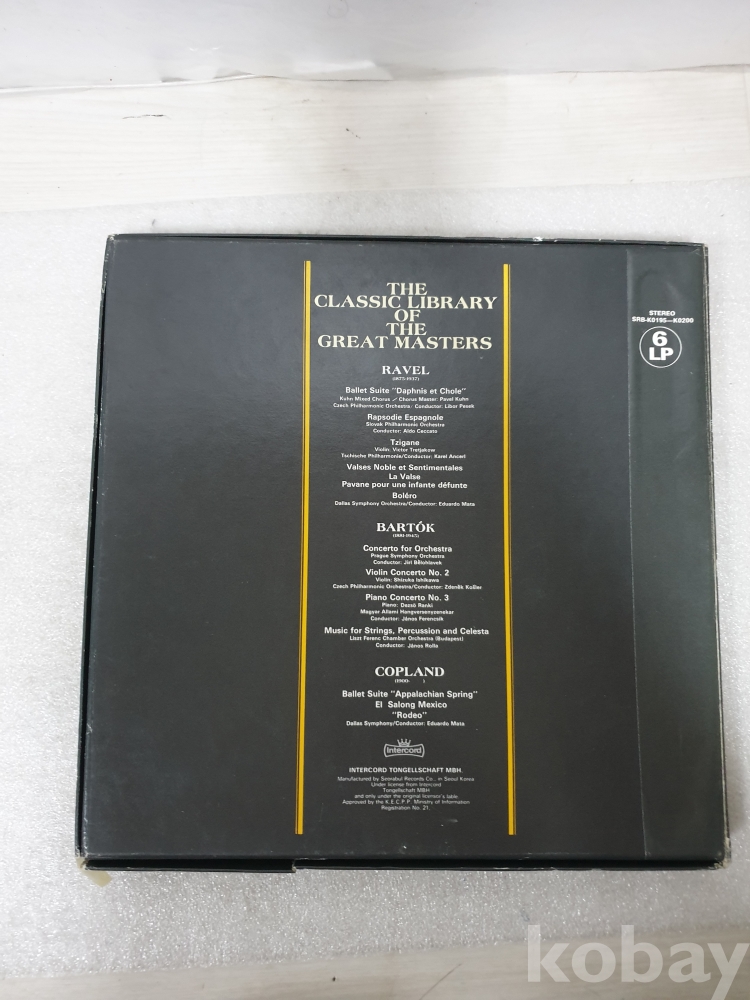 THE
CLASSIC LIBRARY
OF
THE
GREAT MASTERS
STEREO
SRB-K0195—K0200
6
LP
RAVEL
(1875-1937)
Ballet Suite "Daphnis et Chole"
Kuhn Mixed Chorus / Chorus Master: Pavel Kuhn
Czech Philharmonic Orchestra/ Conductor: Libor Pesek
Rapsodie Espagnole
Slovak Philharmonic Orchestra
Conductor: Aldo Ceccato
Tzigane
Violin: Victor Tretjakow
Tschische Philharmonie/Conductor: Karel Ancerl
Valses Noble et Sentimentales
La Valse
Pavane pour une infante défunte
Boléro
Dallas Symphony Orchestra/Conductor: Eduardo Mata
BARTÓK
(1881-1945)
Concerto for Orchestra
Prague Symphony Orchestra
Conductor: Jiri Bělohlavek
Violin Concerto No. 2
Violin: Shizuka Ishikawa
Czech Philharmonic Orchestra/Conductor: Zdeněk Košler
Piano Concerto No. 3
Piano: Dezsö Ranki
Magyar Allami Hangversenyzenekar
Conductor: János Ferencsik
Music for Strings, Percussion and Celesta
Liszt Ferenc Chamber Orchestra (Budapest)
Conductor: János Rolla
COPLAND
(1900- )
Ballet Suite "Appalachian Spring"
El Salong Mexico
"Rodeo"
Dallas Symphony/Conductor: Eduardo Mata
Intercord
INTERCORD TONGELLSCHAFT MBH.
Manufactured by Seorabul Records Co., in Seoul Korea
Under license from Intercord
Tongellschaft MBH
and only under the original licensor's lable.
Approved by the K.E.C.P.P. Ministry of Information
Registration No. 21.
kobay